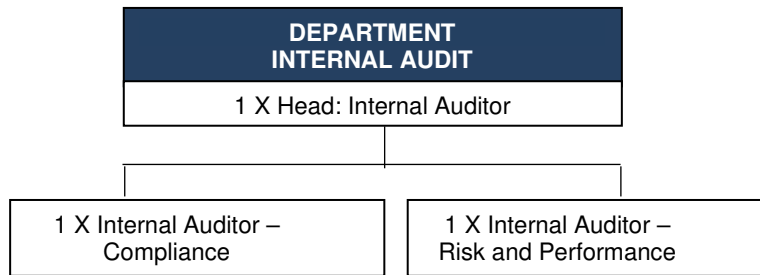 DEPARTMENT
INTERNAL AUDIT
1 X Head: Internal Auditor
1 X Internal Auditor –
Compliance
1 X Internal Auditor –
Risk and Performance